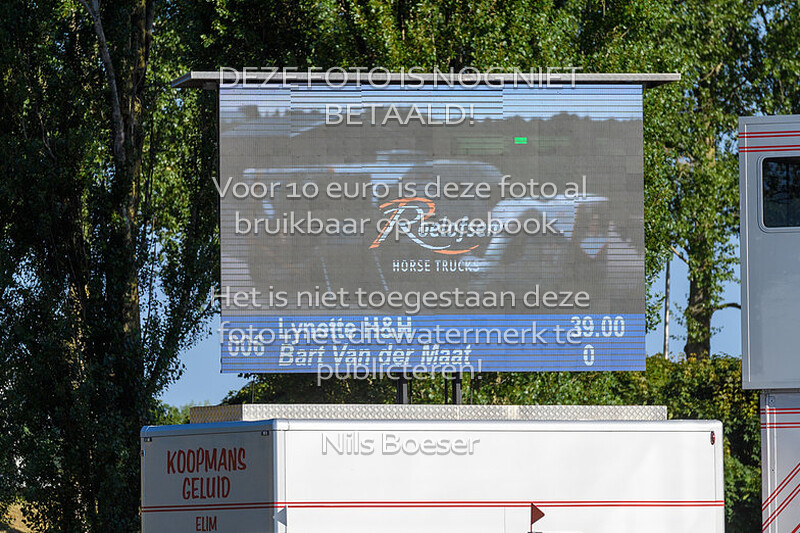 DEZE FOTO IS NOG NIET
BETAALD!
Voor 10 euro is deze foto al
bruikbaar op facebook.
Roelofsen
HORSE TRUCKS
Het is niet toegestaan deze
foto met dit watermerk te
publiceren!
006
Lynette H&H
39.00
Bart Van der Maat
0
Nils Boeser
KOOPMANS
GELUID
ELIM